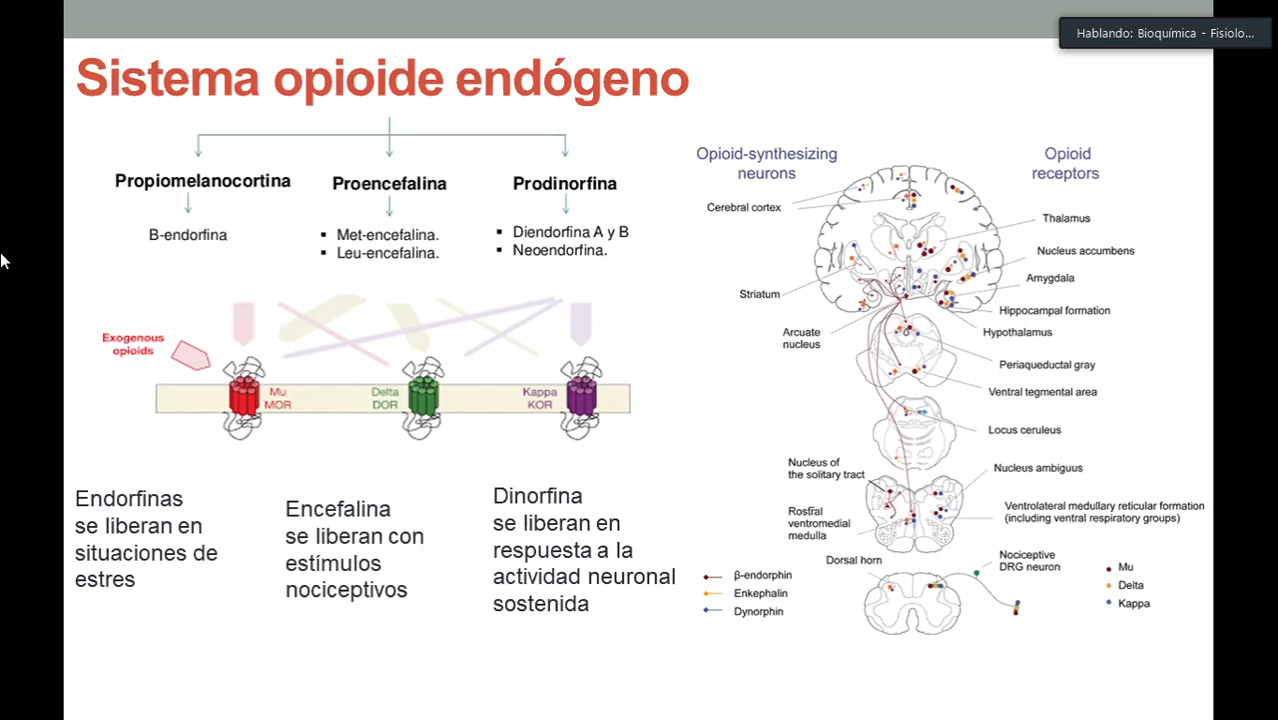 Hablando: Bioquímica - Fisiolo...
Sistema opioide endógeno
Propiomelanocortina
B-endorfina
Proencefalina
▪ Met-encefalina.
▪ Leu-encefalina.
Prodinorfina
▪ Diendorfina A y B
▪ Neoendorfina.
Exogenous
opioids
Mu
MOR
Delta
DOR
Kappa
KOR
Endorfinas
se liberan en
situaciones de
estres
Encefalina
se liberan con
estímulos
nociceptivos
Dinorfina
se liberan en
respuesta a la
actividad neuronal
sostenida
Opioid-synthesizing
neurons
Opioid
receptors
Cerebral cortex
Striatum
Arcuate
nucleus
Nucleus of
the solitary tract
Rostral
ventromedial
medulla
Dorsal horn
Thalamus
Nucleus accumbens
Amygdala
Hippocampal formation
Hypothalamus
Periaqueductal gray
Ventral tegmental area
Locus ceruleus
Nucleus ambiguus
Ventrolateral medullary reticular formation
(including ventral respiratory groups)
Nociceptive
DRG neuron
β-endorphin
Enkephalin
Dynorphin
Mu
Delta
Kappa